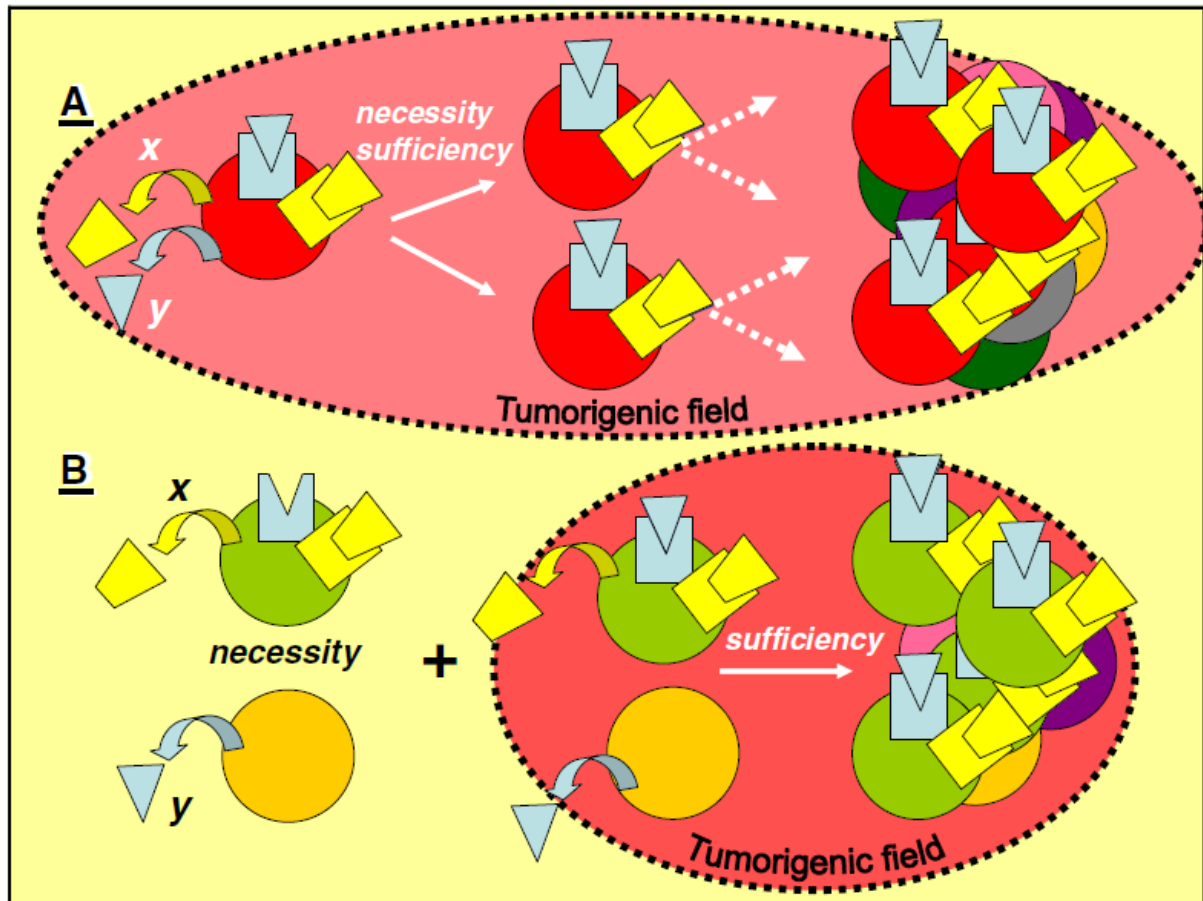 A
x
necessity
sufficiency
y
Tumorigenic field
B
x
necessity
+
sufficiency
y
Tumorigenic field